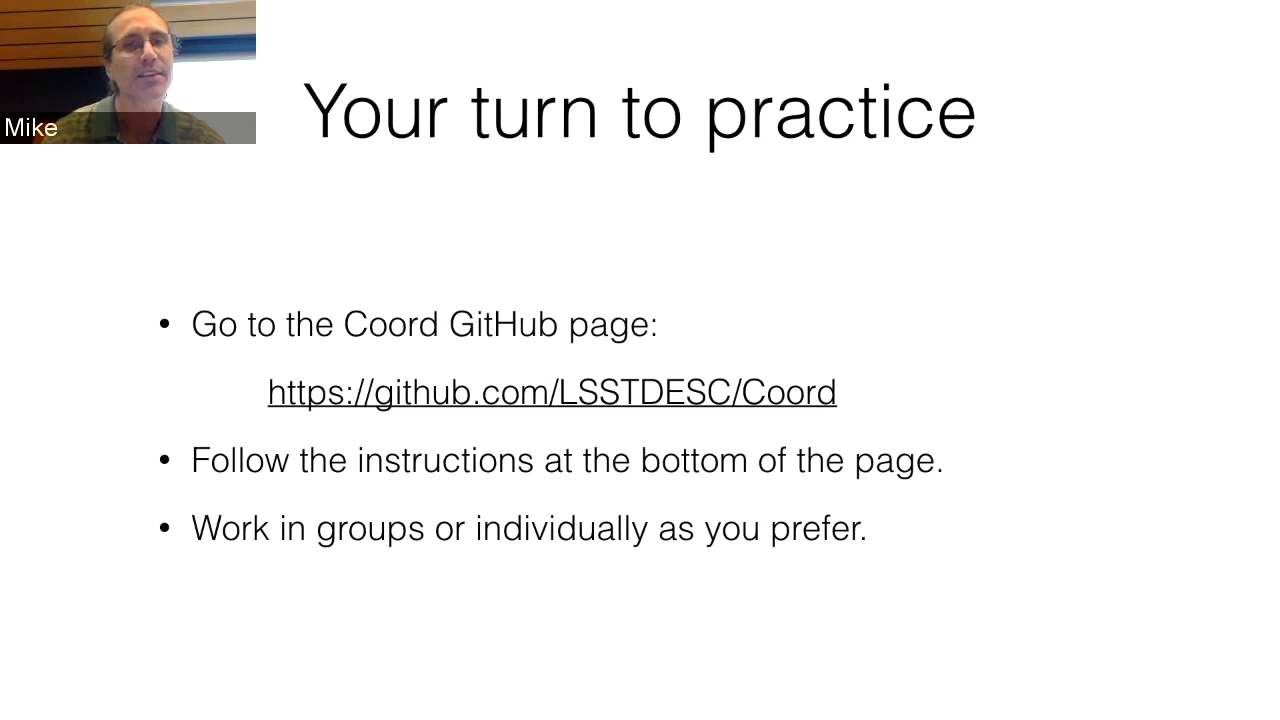 Mike
Your turn to practice
• Go to the Coord GitHub page:
https://github.com/LSSTDESC/Coord
• Follow the instructions at the bottom of the page.
• Work in groups or individually as you prefer.